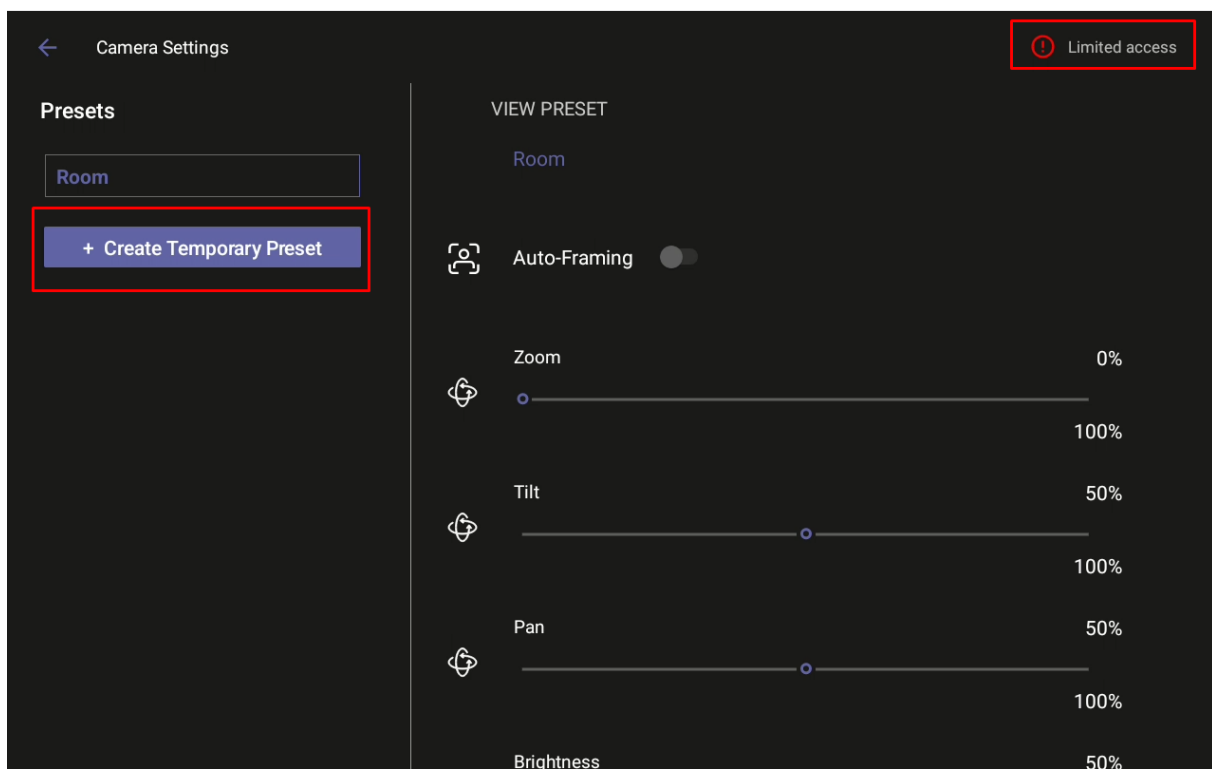 Camera Settings
Limited access
Presets
Room
+ Create Temporary Preset
VIEW PRESET
Room
Auto-Framing
Zoom
0%
100%
Tilt
50%
100%
Pan
50%
100%
Brightness
50%